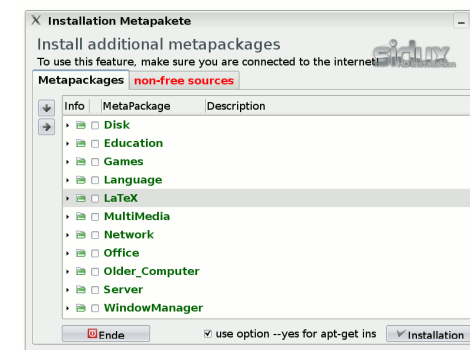 Installation Metapakete
Install additional metapackages
To use this feature, make sure you are connected to the internet!
sidux
Metapackages non-free sources
Info MetaPackage Description
Disk
Education
Games
Language
LaTeX
MultiMedia
Network
Office
Older_Computer
Server
WindowManager
Ende use option --yes for apt-get ins Installation